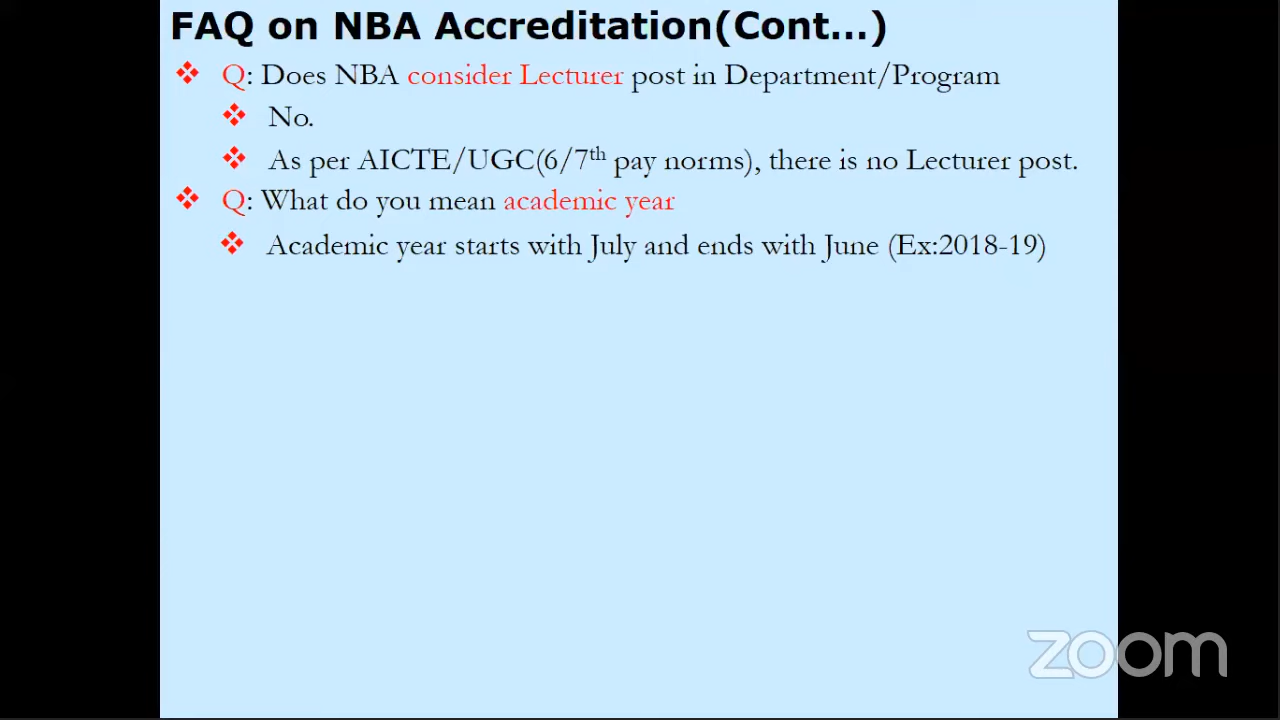 FAQ on NBA Accreditation(Cont...)
Q: Does NBA consider Lecturer post in Department/Program
No.
As per AICTE/UGC(6/7th pay norms), there is no Lecturer post.
Q: What do you mean academic year
Academic year starts with July and ends with June (Ex:2018-19)
zoom